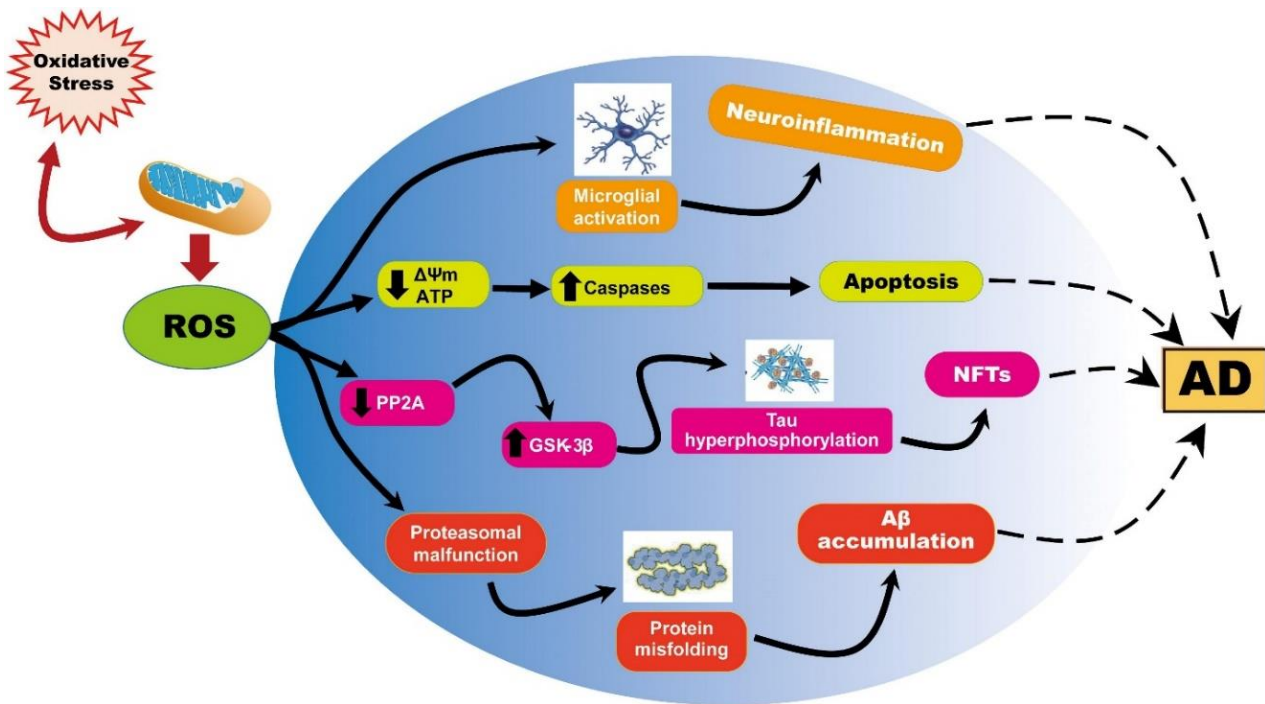 Oxidative
Stress
ROS
Microglial
activation
Neuroinflammation
ΔΨm
ATP
Caspases
Apoptosis
PP2A
GSK-3β
Tau
hyperphosphorylation
NFTs
Proteasomal
malfunction
Protein
misfolding
Aβ
accumulation
AD